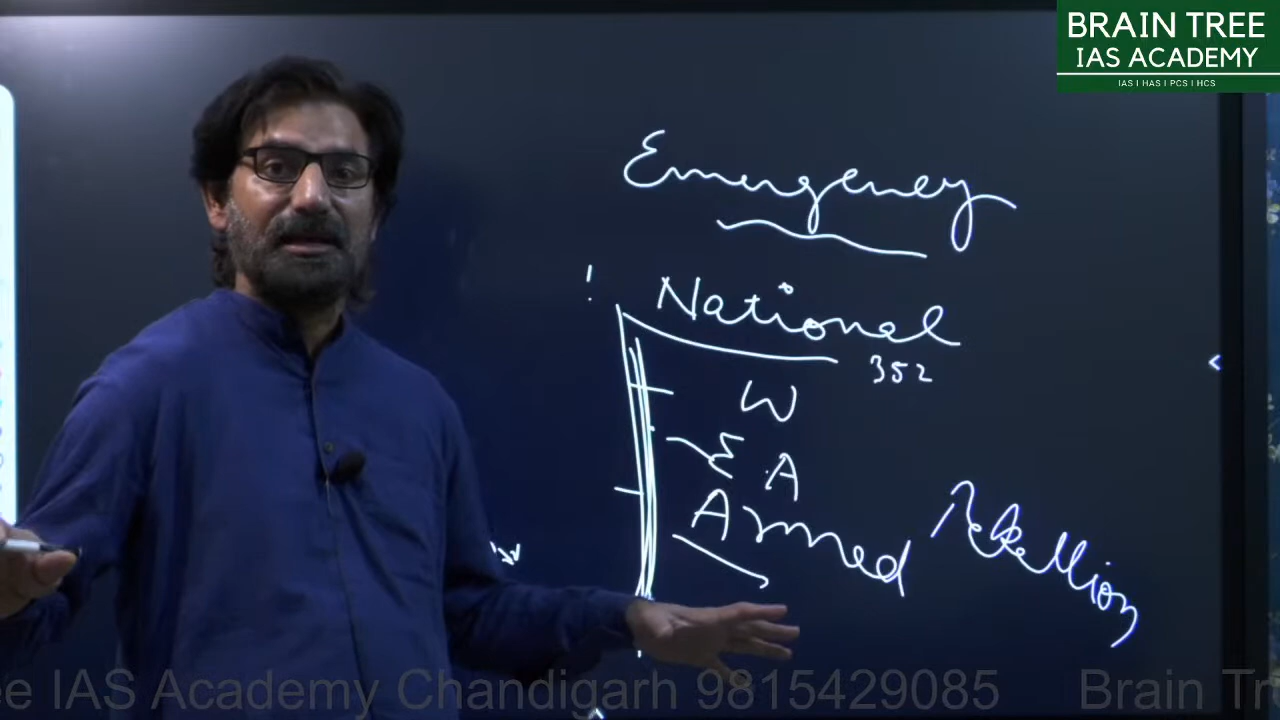 BRAIN TREE
IAS ACADEMY
IAS | HAS | PCS | HCS
Emergency
! National
352
W
E A
Armed Rebellion
ee IAS Academy Chandigarh 9815429085 Brain Tr